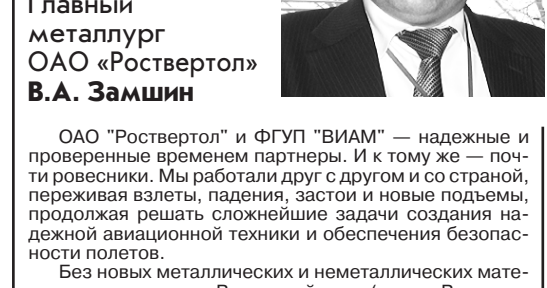 Главный
металлург
ОАО «Роствертол»
В.А. Замшин
ОАО "Роствертол" и ФГУП "ВИАМ" — надежные и
проверенные временем партнеры. И к тому же — поч-
ти ровесники. Мы работали друг с другом и со страной,
переживая взлеты, падения, застои и новые подъемы,
продолжая решать сложнейшие задачи создания на-
дежной авиационной техники и обеспечения безопас-
ности полетов.
Без новых металлических и неметаллических мате-